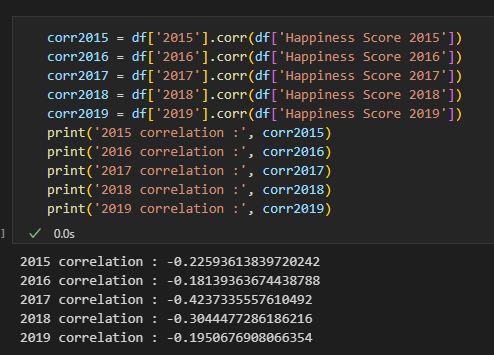 corr2015 = df['2015'].corr(df['Happiness Score 2015'])
corr2016 = df['2016'].corr(df['Happiness Score 2016'])
corr2017 = df['2017'].corr(df['Happiness Score 2017'])
corr2018 = df['2018'].corr(df['Happiness Score 2018'])
corr2019 = df['2019'].corr(df['Happiness Score 2019'])
print('2015 correlation :', corr2015)
print('2016 correlation :', corr2016)
print('2017 correlation :', corr2017)
print('2018 correlation :', corr2018)
print('2019 correlation :', corr2019)
] ✓ 0.0s
2015 correlation : -0.22593613839720242
2016 correlation : -0.18139363674438788
2017 correlation : -0.4237335557610492
2018 correlation : -0.3044477286186216
2019 correlation : -0.1950676908066354